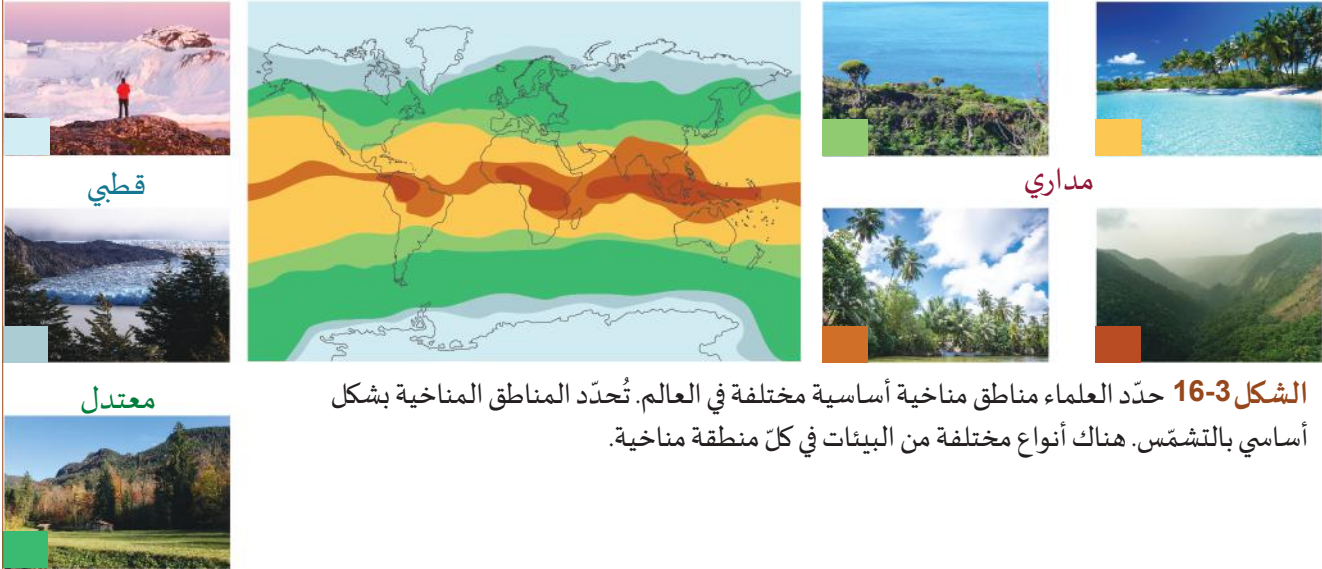 قطبي
مداري
معتدل
الشكل 3-16 حدّد العلماء مناطق مناخية أساسية مختلفة في العالم. تُحدّد المناطق المناخية بشكل
أساسي بالتشمّس. هناك أنواع مختلفة من البيئات في كلّ منطقة مناخية.